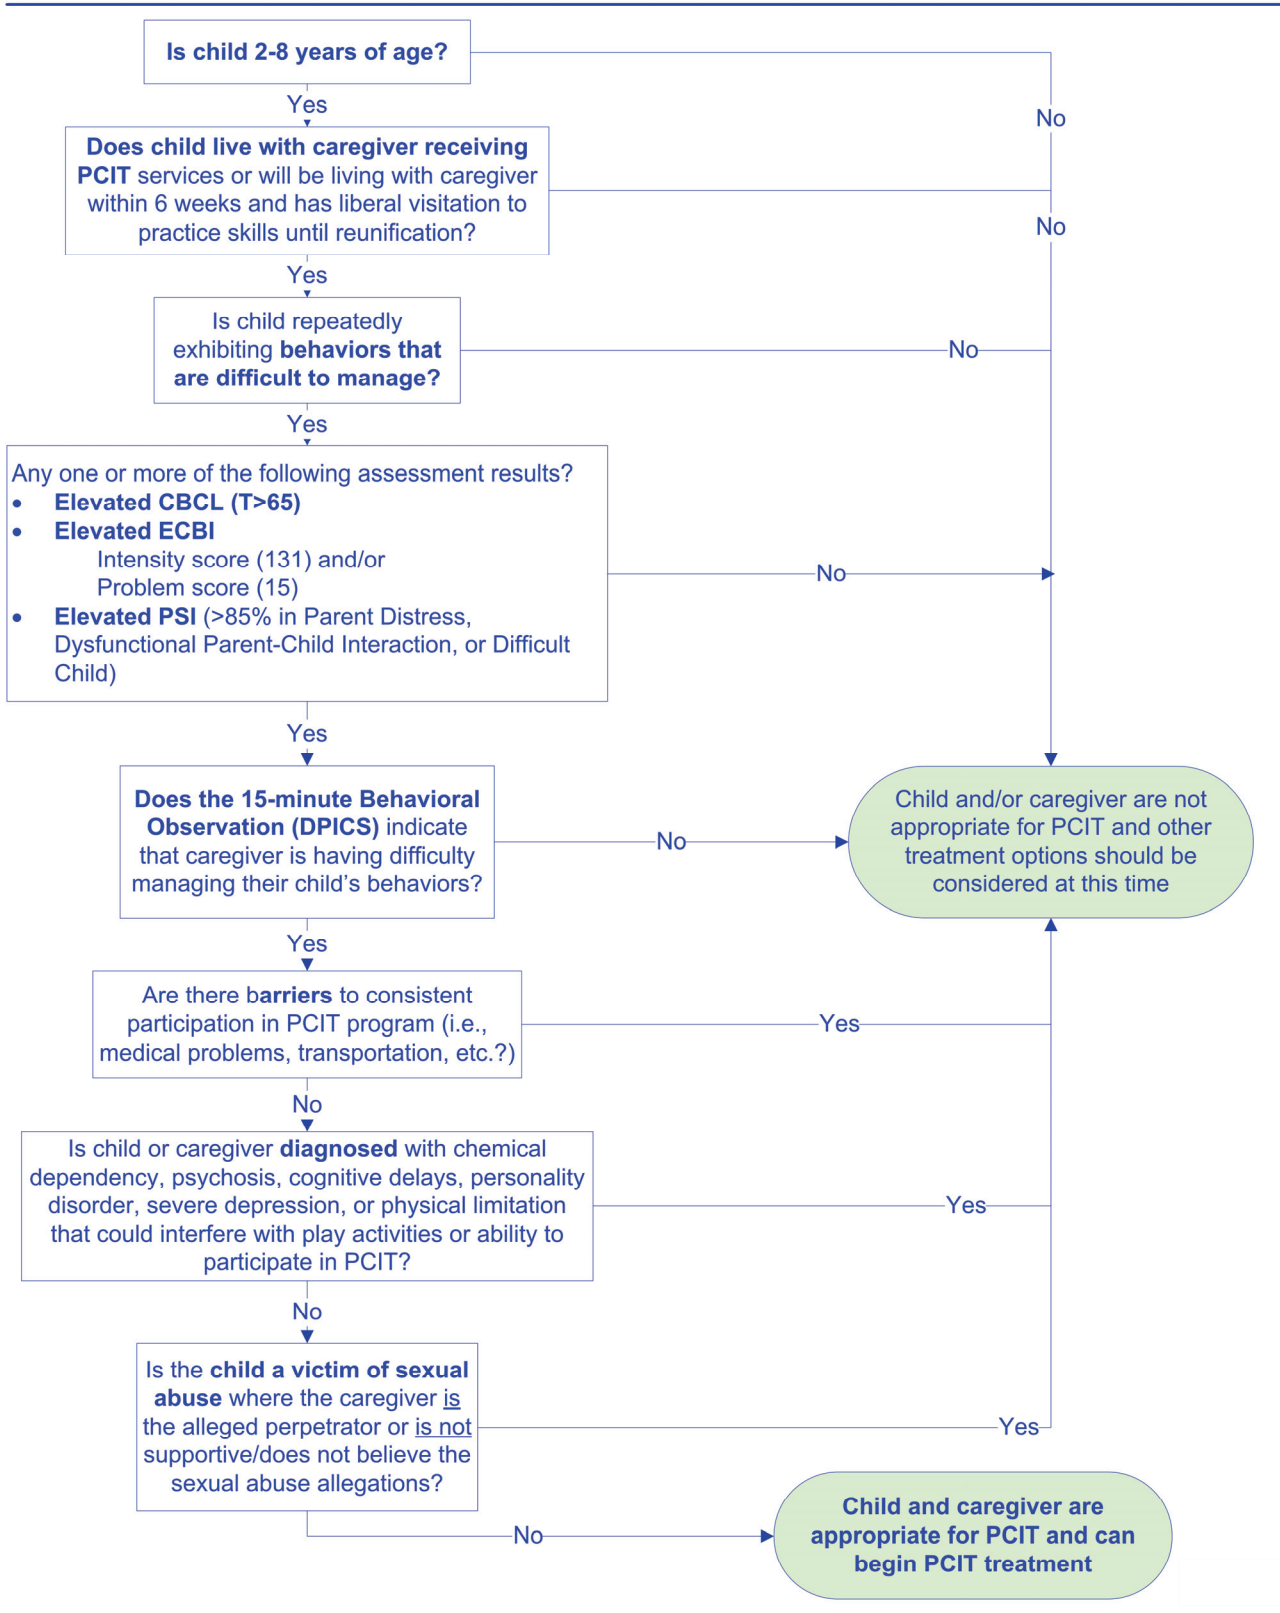 Is child 2-8 years of age?
Yes
No
Does child live with caregiver receiving
PCIT services or will be living with caregiver
within 6 weeks and has liberal visitation to
practice skills until reunification?
No
Yes
Is child repeatedly
exhibiting behaviors that
are difficult to manage?
No
Yes
Any one or more of the following assessment results?
• Elevated CBCL (T>65)
• Elevated ECBI
Intensity score (131) and/or
Problem score (15)
• Elevated PSI (>85% in Parent Distress,
Dysfunctional Parent-Child Interaction, or Difficult
Child)
No
Yes
Does the 15-minute Behavioral
Observation (DPICS) indicate
that caregiver is having difficulty
managing their child's behaviors?
No
Child and/or caregiver are not
appropriate for PCIT and other
treatment options should be
considered at this time
Yes
Are there barriers to consistent
participation in PCIT program (i.e.,
medical problems, transportation, etc.?)
Yes
No
Is child or caregiver diagnosed with chemical
dependency, psychosis, cognitive delays, personality
disorder, severe depression, or physical limitation
that could interfere with play activities or ability to
participate in PCIT?
Yes
No
Is the child a victim of sexual
abuse where the caregiver is
the alleged perpetrator or is not
supportive/does not believe the
sexual abuse allegations?
Yes
No
Child and caregiver are
appropriate for PCIT and can
begin PCIT treatment